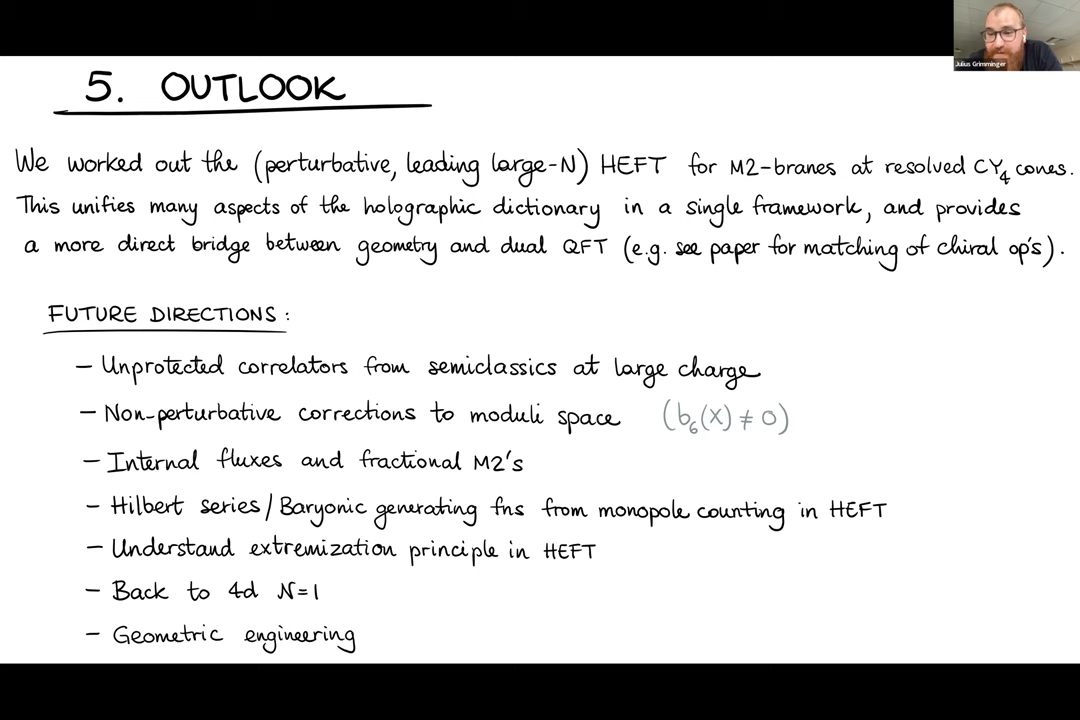 5. OUTLOOK
Julius Grimminger
We worked out the (perturbative, leading large-N) HEFT for M2-branes at resolved CY₄ cones.
This unifies many aspects of the holographic dictionary in a single framework, and provides
a more direct bridge between geometry and dual QFT (e.g. see paper for matching of chiral op's).
FUTURE DIRECTIONS:
– Unprotected correlators from semiclassics at large charge
– Non-perturbative corrections to moduli space (b₆(X) ≠ 0)
– Internal fluxes and fractional M2's
– Hilbert series/Baryonic generating fns from monopole counting in HEFT
– Understand extremization principle in HEFT
– Back to 4d N=1
– Geometric engineering